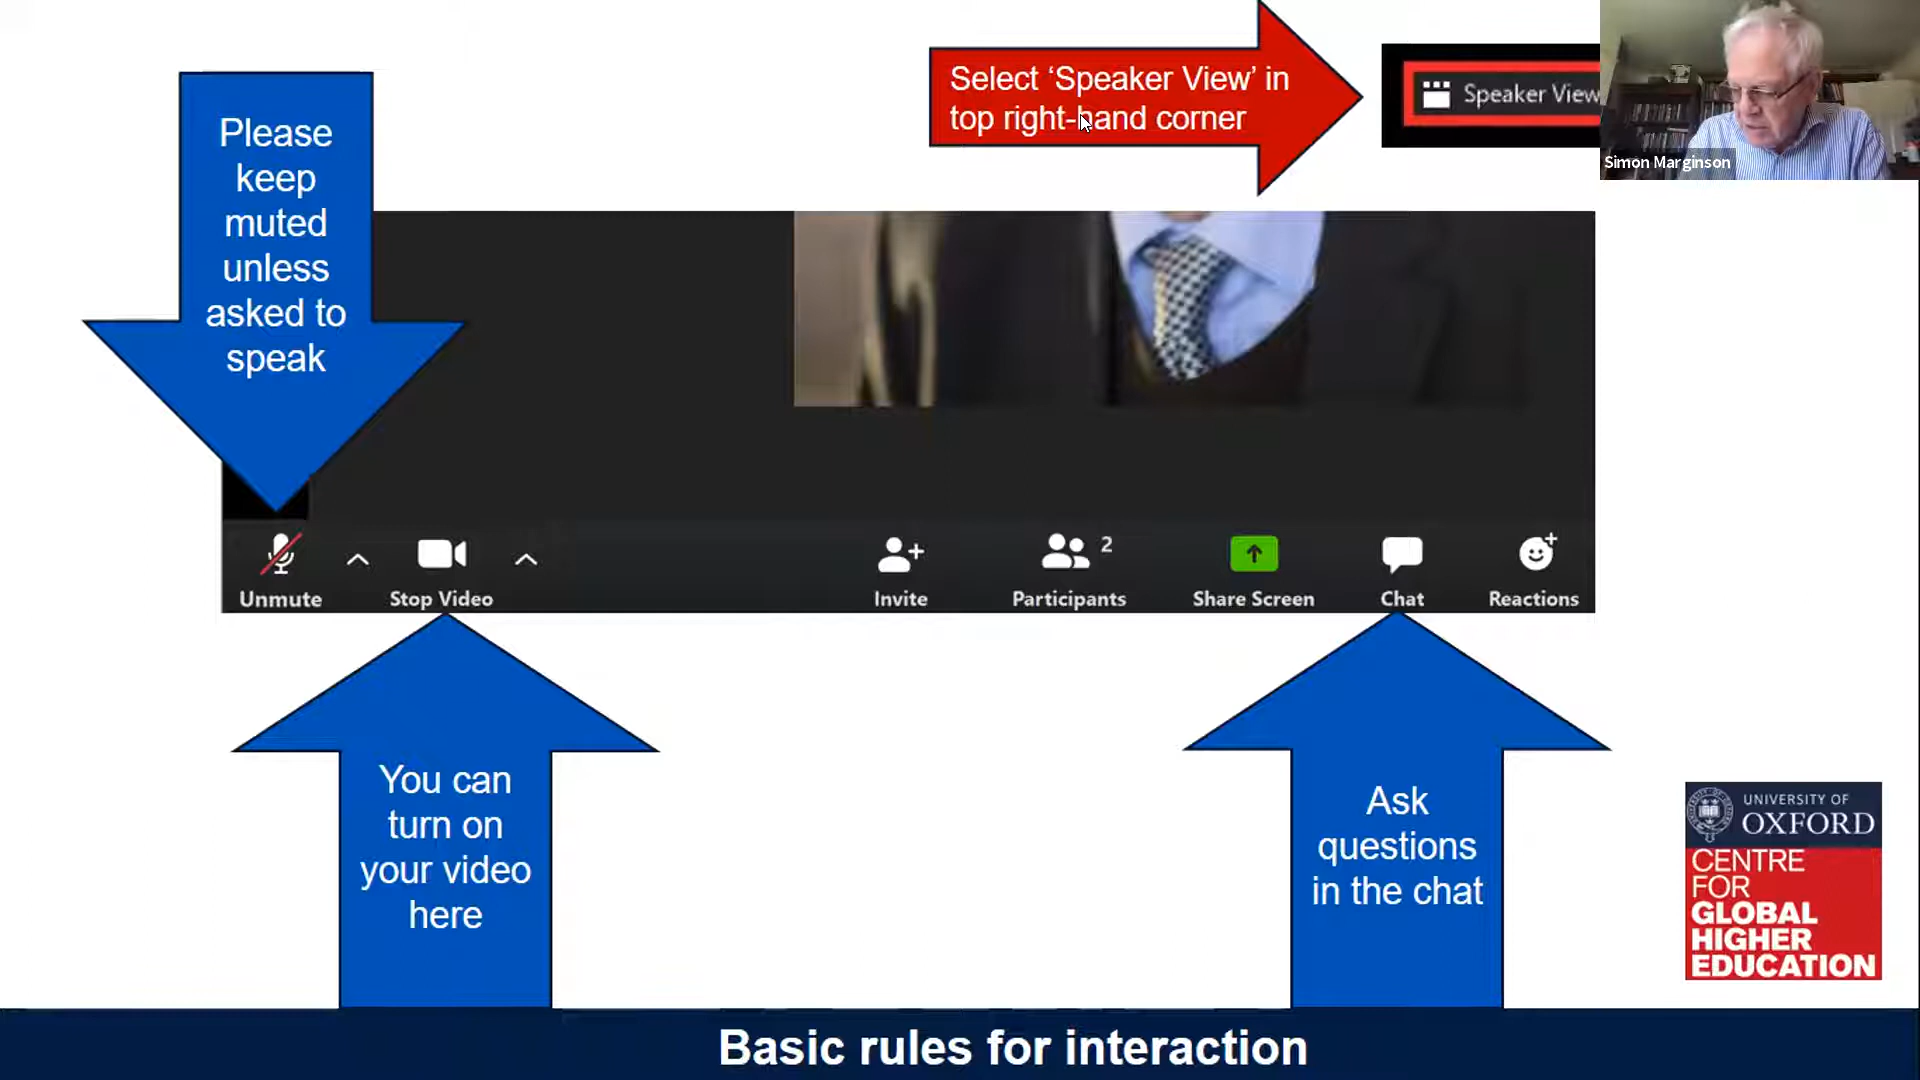 Please
keep
muted
unless
asked to
speak
Select ‘Speaker View’ in
top right-hand corner
Speaker View
Simon Marginson
2
Unmute
Stop Video
Invite
Participants
Share Screen
Chat
Reactions
You can
turn on
your video
here
Ask
questions
in the chat
UNIVERSITY OF
OXFORD
CENTRE
FOR
GLOBAL
HIGHER
EDUCATION
Basic rules for interaction